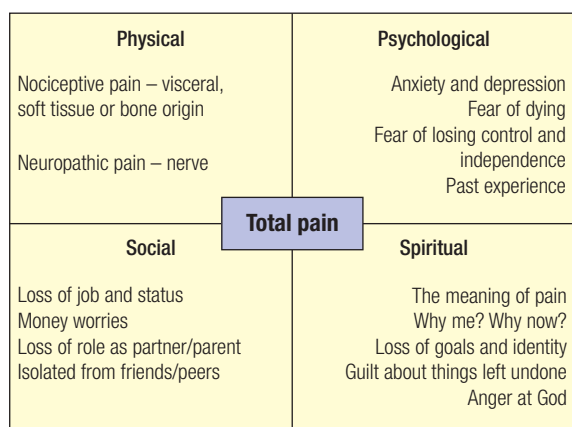 Physical
Nociceptive pain – visceral,
soft tissue or bone origin
Neuropathic pain – nerve
Psychological
Anxiety and depression
Fear of dying
Fear of losing control and
independence
Past experience
Total pain
Social
Loss of job and status
Money worries
Loss of role as partner/parent
Isolated from friends/peers
Spiritual
The meaning of pain
Why me? Why now?
Loss of goals and identity
Guilt about things left undone
Anger at God